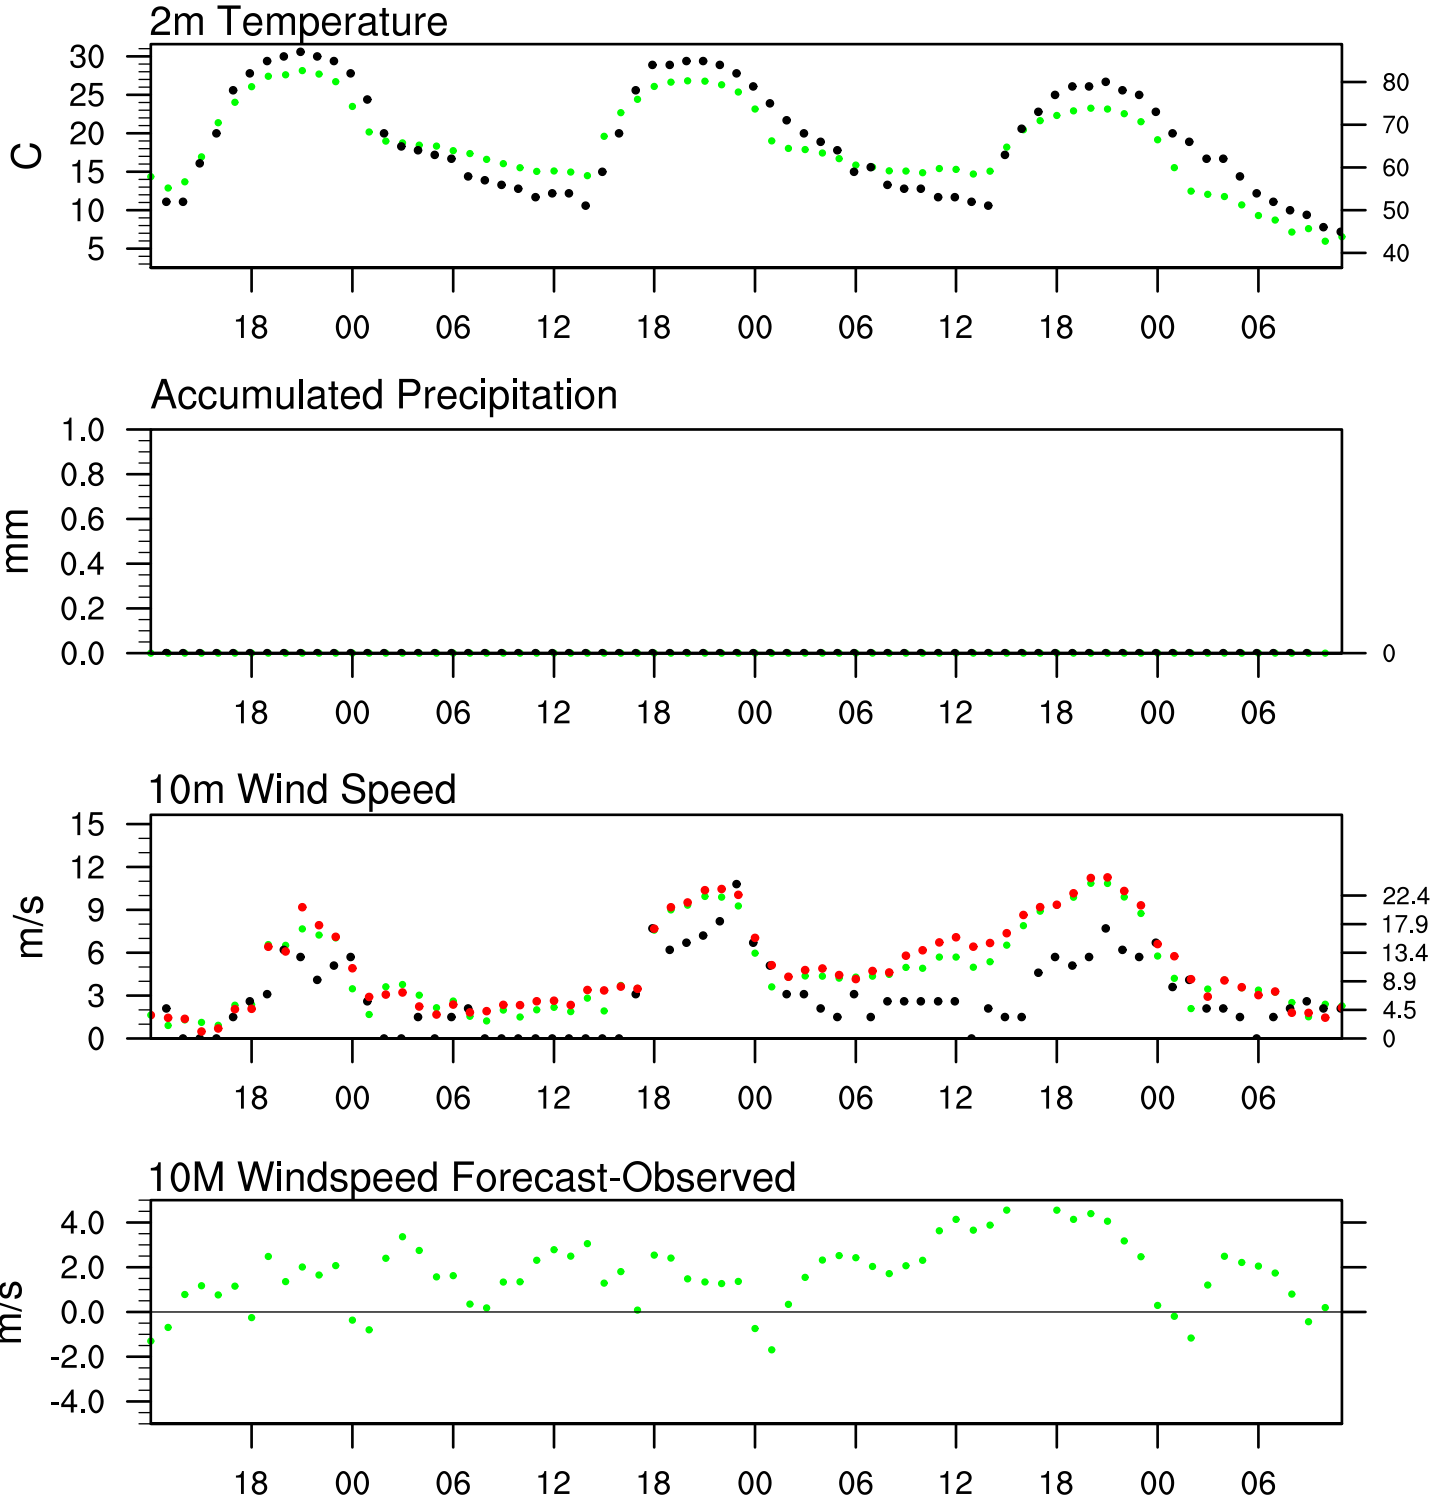 2m Temperature
30
25
20
15
10
5
C
80
70
60
50
40
18 00 06 12 18 00 06 12 18 00 06
Accumulated Precipitation
1.0
0.8
0.6
0.4
0.2
0.0
mm
0
18 00 06 12 18 00 06 12 18 00 06
10m Wind Speed
15
12
9
6
3
0
m/s
22.4
17.9
13.4
8.9
4.5
0
18 00 06 12 18 00 06 12 18 00 06
10M Windspeed Forecast-Observed
4.0
2.0
0.0
-2.0
-4.0
m/s
18 00 06 12 18 00 06 12 18 00 06